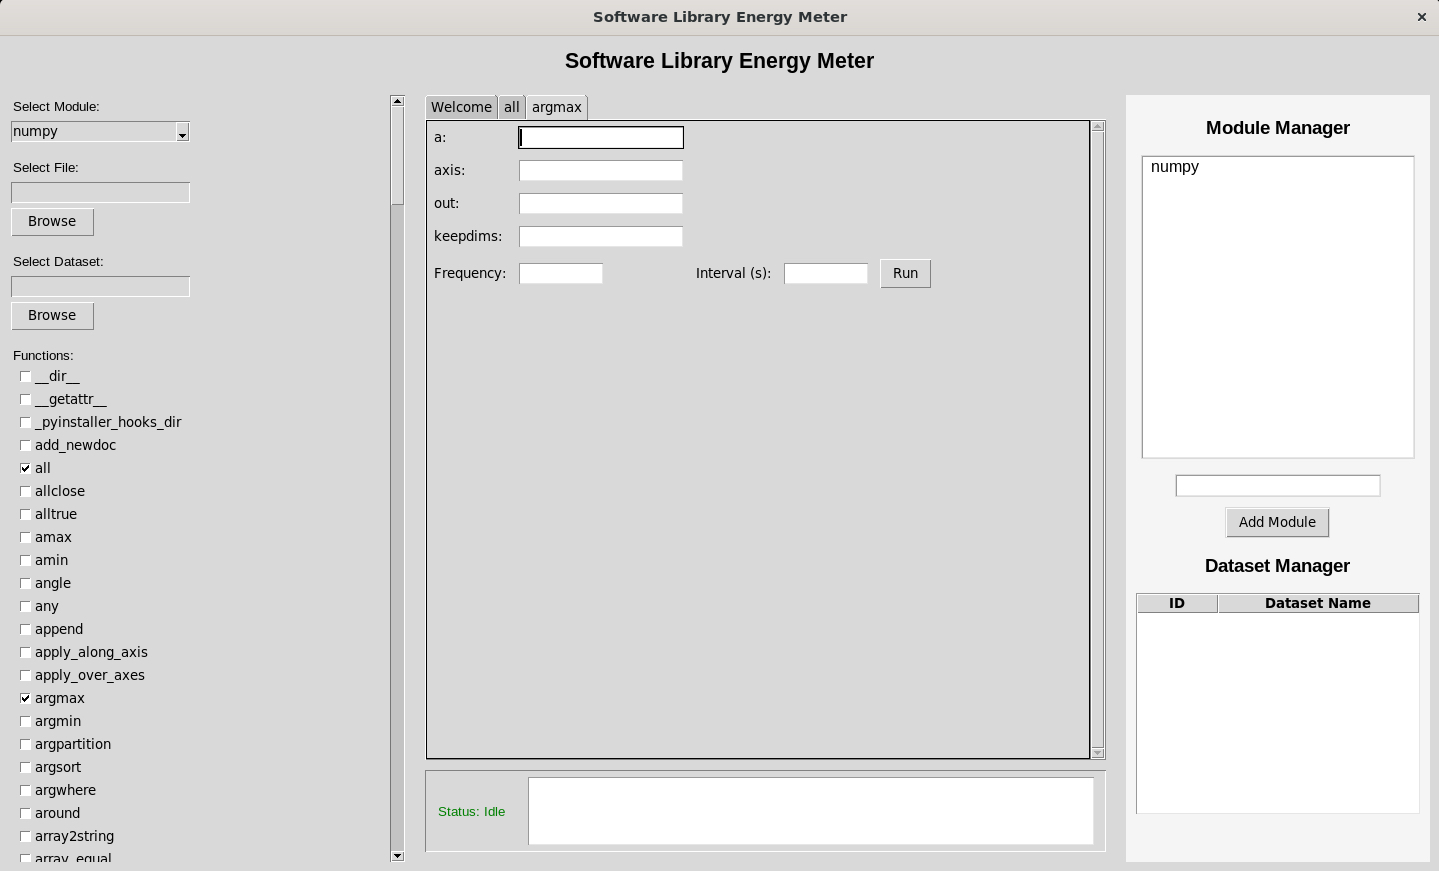 Software Library Energy Meter
Software Library Energy Meter
Select Module:
numpy
Select File:
Browse
Select Dataset:
Browse
Functions:
__dir__
__getattr__
_pyinstaller_hooks_dir
add_newdoc
all
allclose
alltrue
amax
amin
angle
any
append
apply_along_axis
apply_over_axes
argmax
argmin
argpartition
argsort
argwhere
around
array2string
array_equal
Welcome all argmax
a:
axis:
out:
keepdims:
Frequency: Interval (s): Run
Status: Idle
Module Manager
numpy
Add Module
Dataset Manager
ID Dataset Name